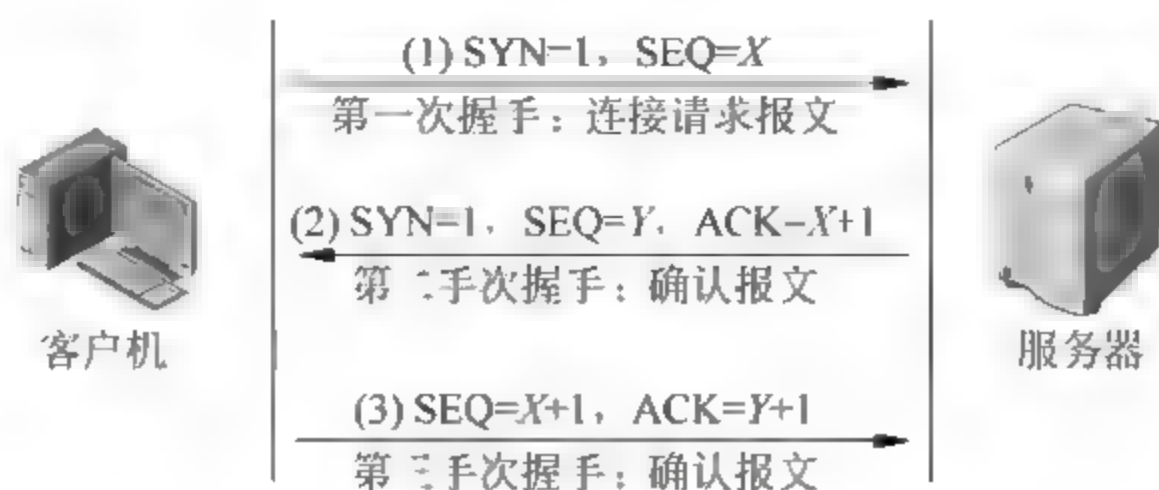 (1) SYN=1，SEQ=X
第一次握手：连接请求报文
(2) SYN=1，SEQ=Y，ACK=X+1
第二手次握手：确认报文
客户机
服务器
(3) SEQ=X+1，ACK=Y+1
第三手次握手：确认报文